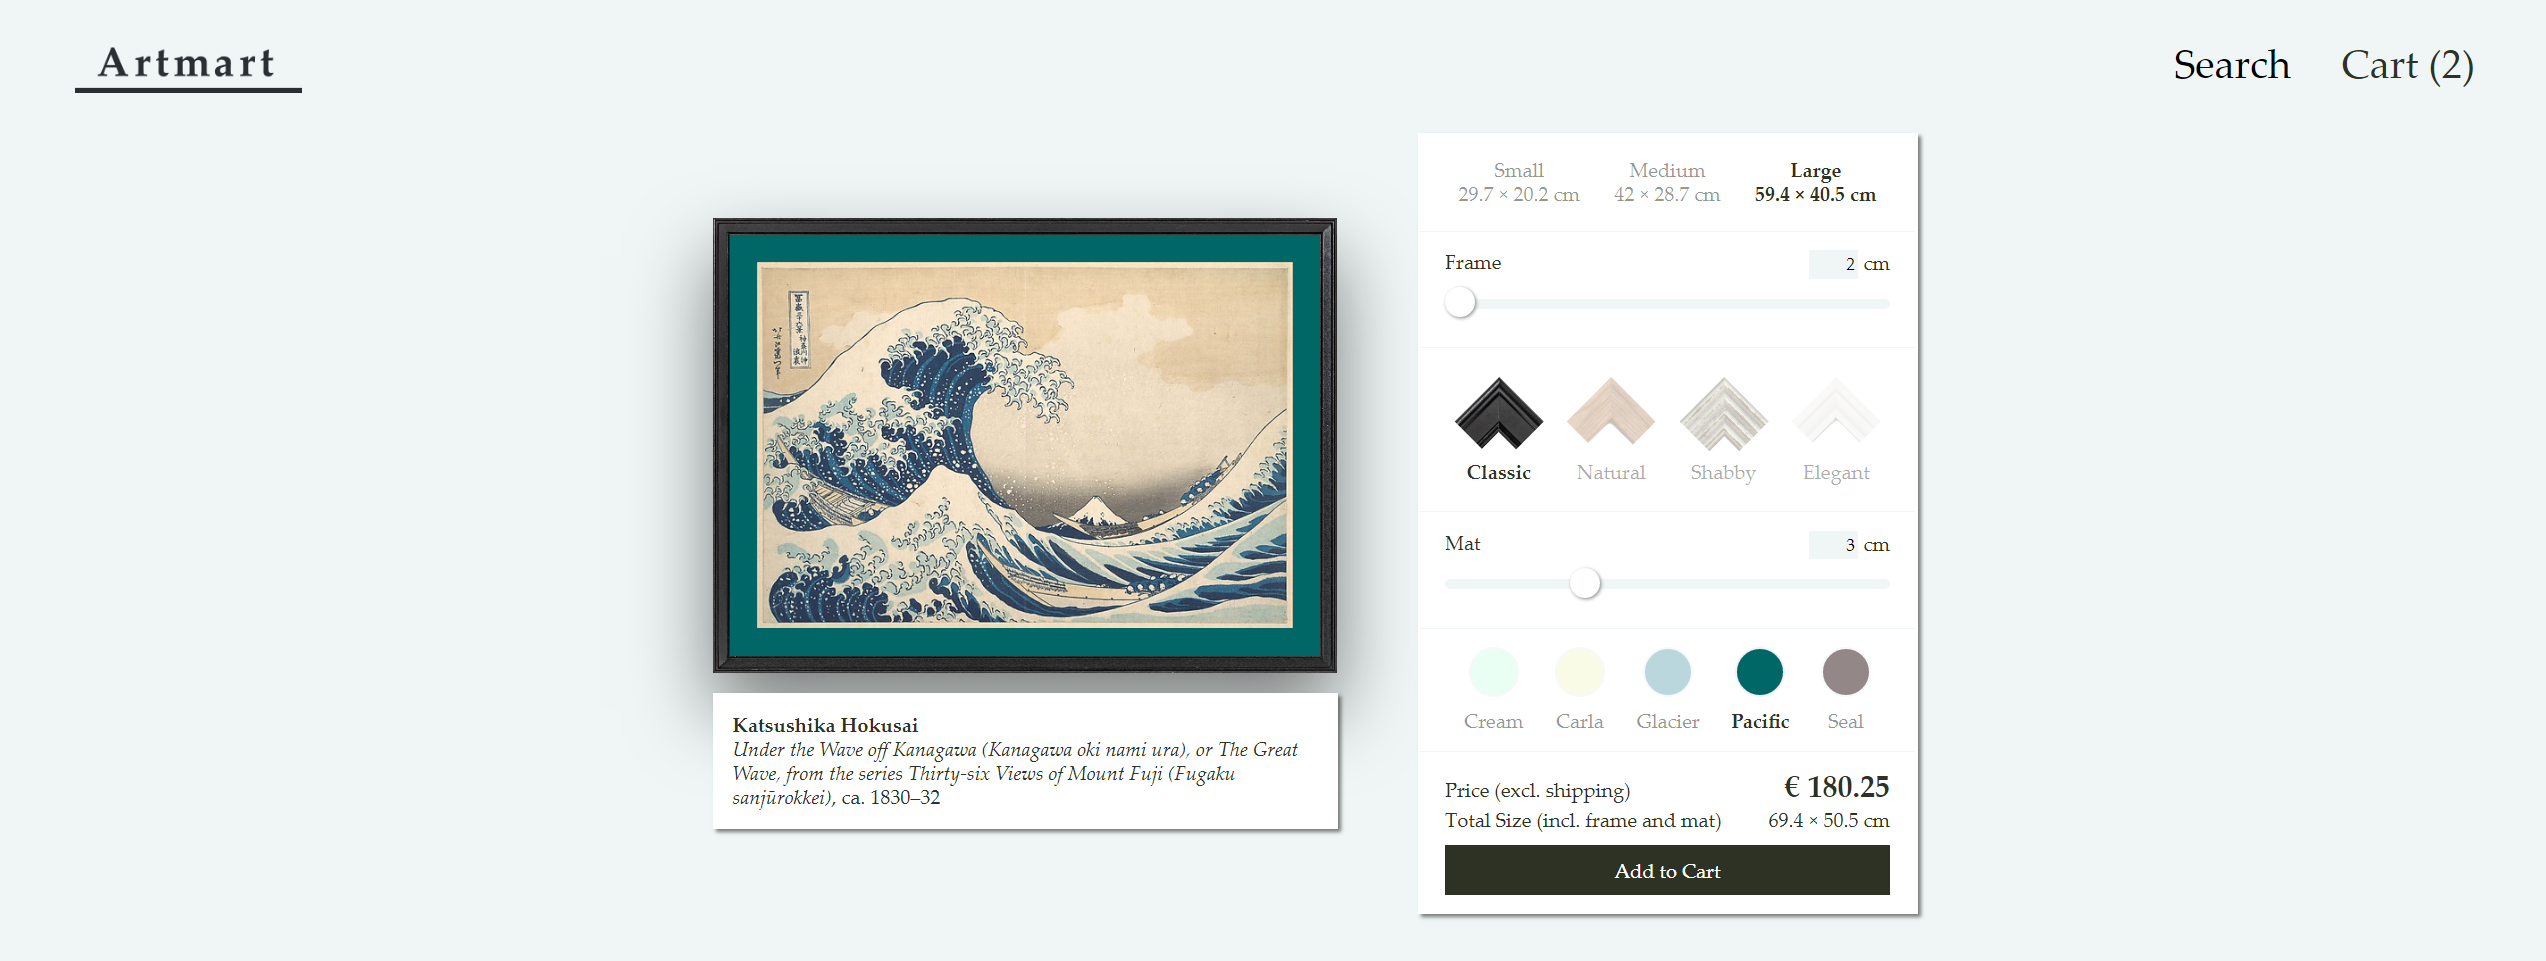 Artmart
Search
Cart (2)
Small
29.7 × 20.2 cm
Medium
42 × 28.7 cm
Large
59.4 × 40.5 cm
Frame
2 cm
Classic
Natural
Shabby
Elegant
Mat
3 cm
Cream
Carla
Glacier
Pacific
Seal
Price (excl. shipping)
€ 180.25
Total Size (incl. frame and mat)
69.4 × 50.5 cm
Add to Cart
Katsushika Hokusai
Under the Wave off Kanagawa (Kanagawa oki nami ura), or The Great
Wave, from the series Thirty-six Views of Mount Fuji (Fugaku
sanjūrokkei), ca. 1830–32